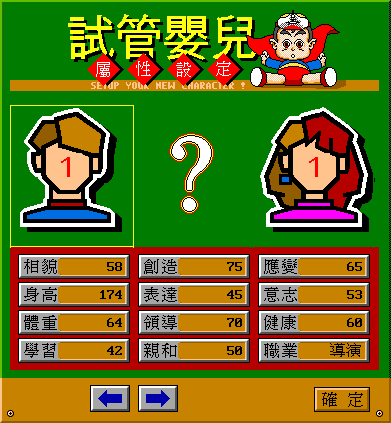 試管嬰兒
屬性設定
SETUP YOUR NEW CHARACTER !
1
?
1
相貌 58 創造 75 應變 65
身高 174 表達 45 意志 53
體重 64 領導 70 健康 60
學習 42 親和 50 職業 導演
確定